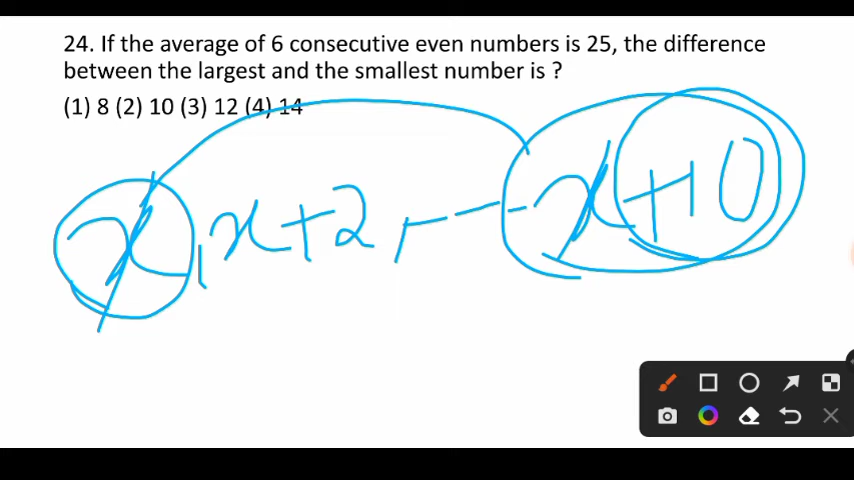 24. If the average of 6 consecutive even numbers is 25, the difference
between the largest and the smallest number is ?
(1) 8 (2) 10 (3) 12 (4) 14
x, x+2, --- x+10